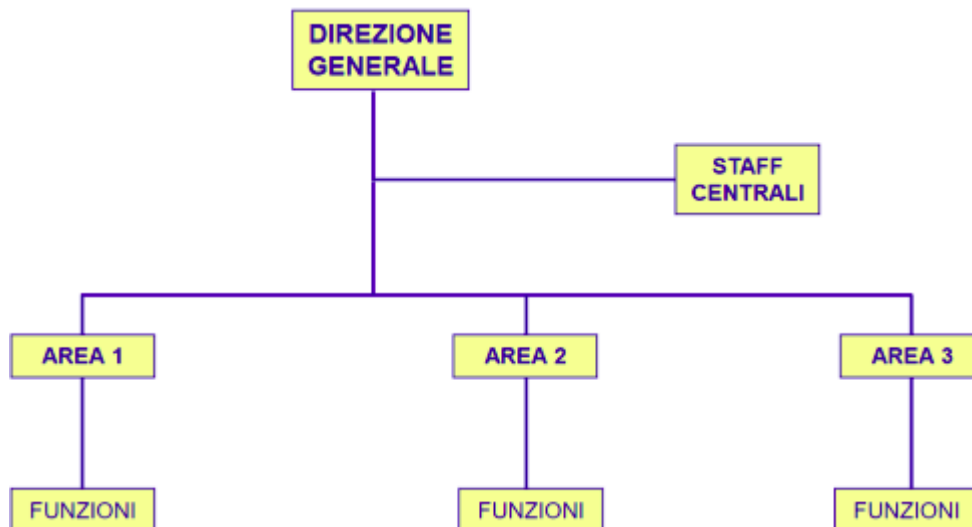 DIREZIONE
GENERALE
STAFF
CENTRALI
AREA 1
AREA 2
AREA 3
FUNZIONI
FUNZIONI
FUNZIONI